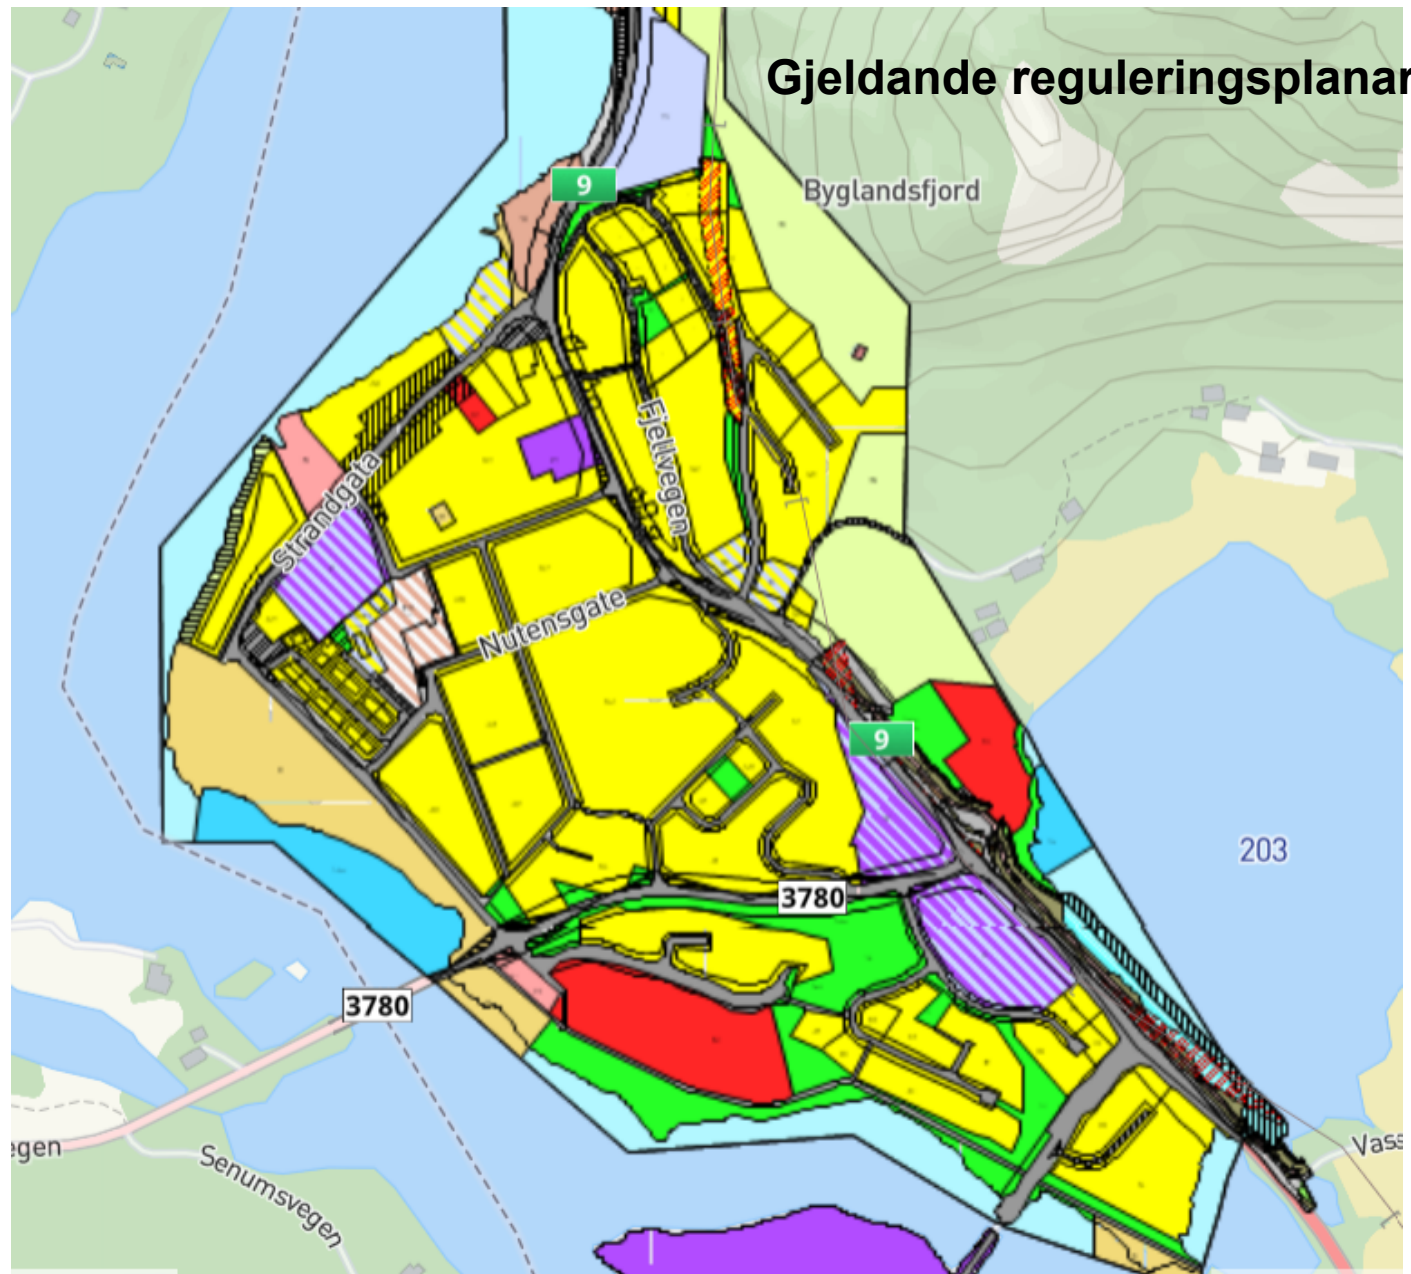 Gjeldande reguleringsplanar
9
Byglandsfjord
Fjellvegen
Strandgata
Nutensgate
9
203
3780
3780
egen
Senumsvegen
Vass